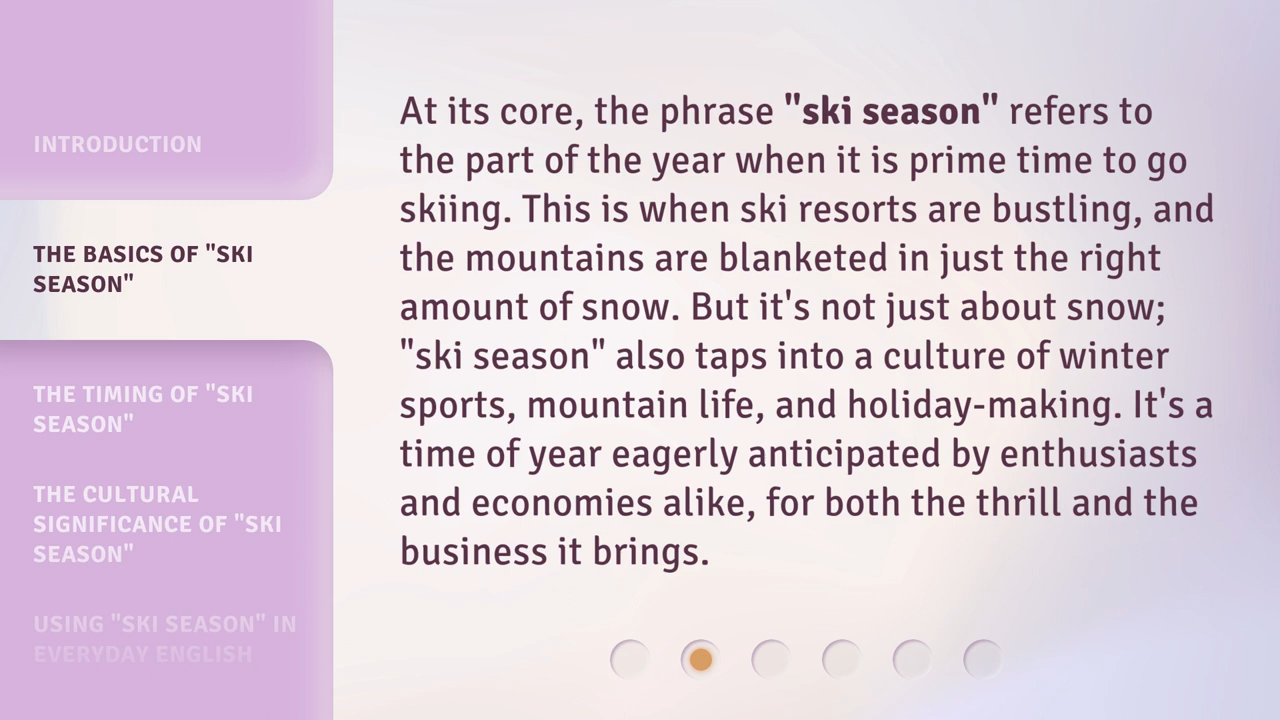 INTRODUCTION
THE BASICS OF "SKI
SEASON"
THE TIMING OF "SKI
SEASON"
THE CULTURAL
SIGNIFICANCE OF "SKI
SEASON"
USING "SKI SEASON" IN
EVERYDAY ENGLISH
At its core, the phrase "ski season" refers to
the part of the year when it is prime time to go
skiing. This is when ski resorts are bustling, and
the mountains are blanketed in just the right
amount of snow. But it's not just about snow;
"ski season" also taps into a culture of winter
sports, mountain life, and holiday-making. It's a
time of year eagerly anticipated by enthusiasts
and economies alike, for both the thrill and the
business it brings.